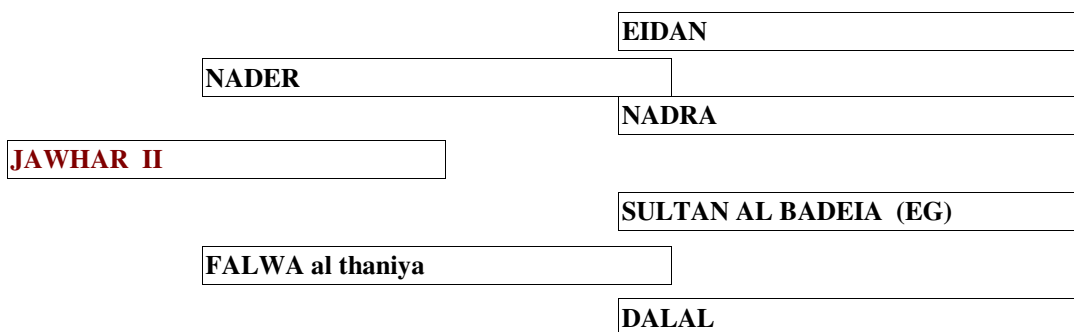 EIDAN
NADER
NADRA
JAWHAR II
SULTAN AL BADEIA (EG)
FALWA al thaniya
DALAL